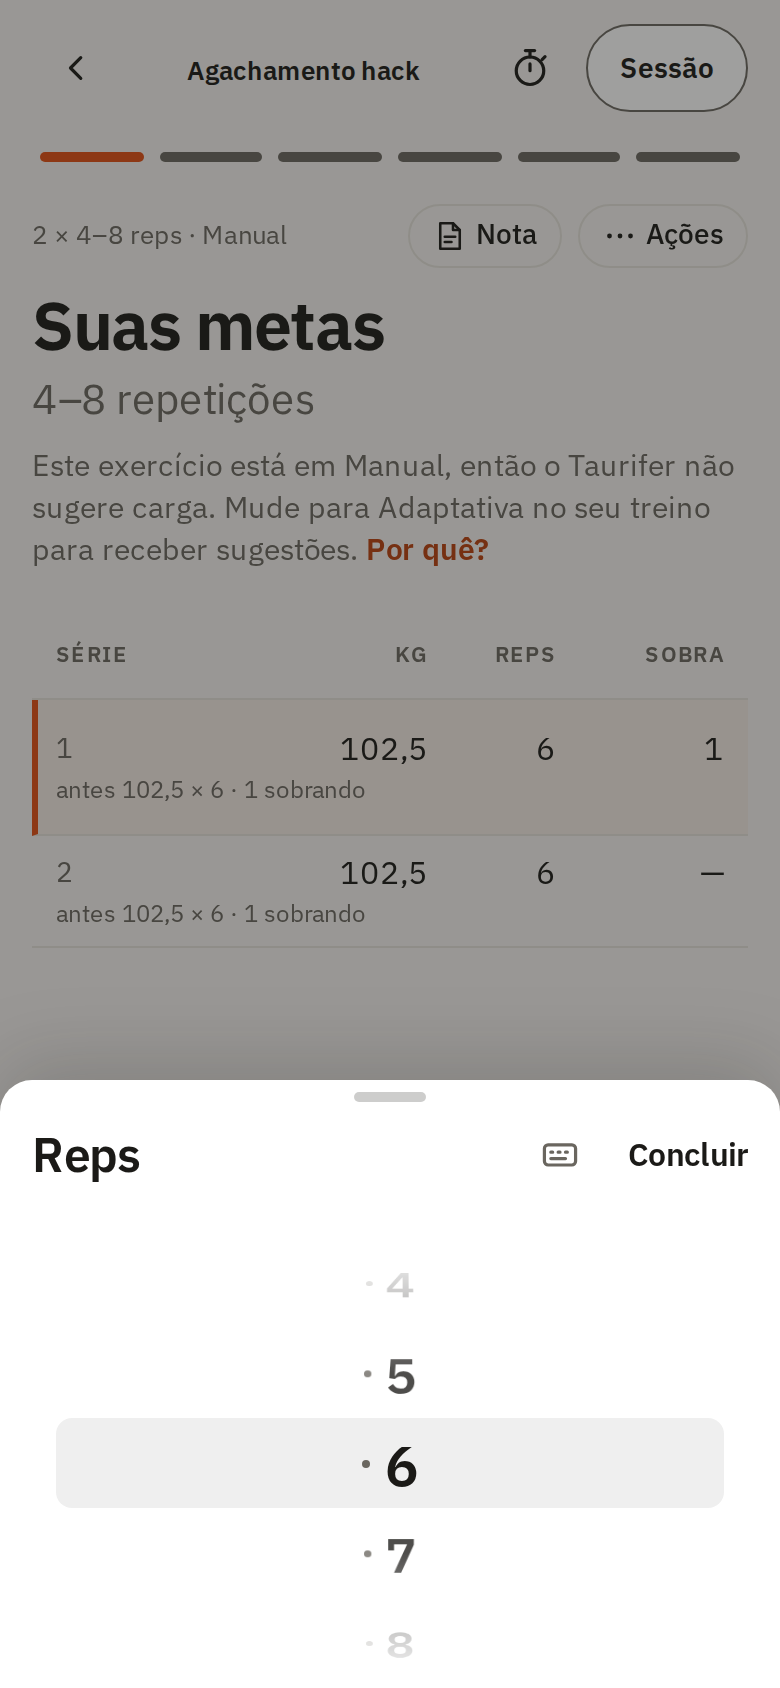 Agachamento hack
Sessão
2 × 4–8 reps · Manual
Nota
Ações
Suas metas
4–8 repetições
Este exercício está em Manual, então o Taurifer não
sugere carga. Mude para Adaptativa no seu treino
para receber sugestões. Por quê?
SÉRIE KG REPS SOBRA
1 102,5 6 1
antes 102,5 × 6 · 1 sobrando
2 102,5 6 —
antes 102,5 × 6 · 1 sobrando
Reps
Concluir
· 4
· 5
· 6
· 7
· 8